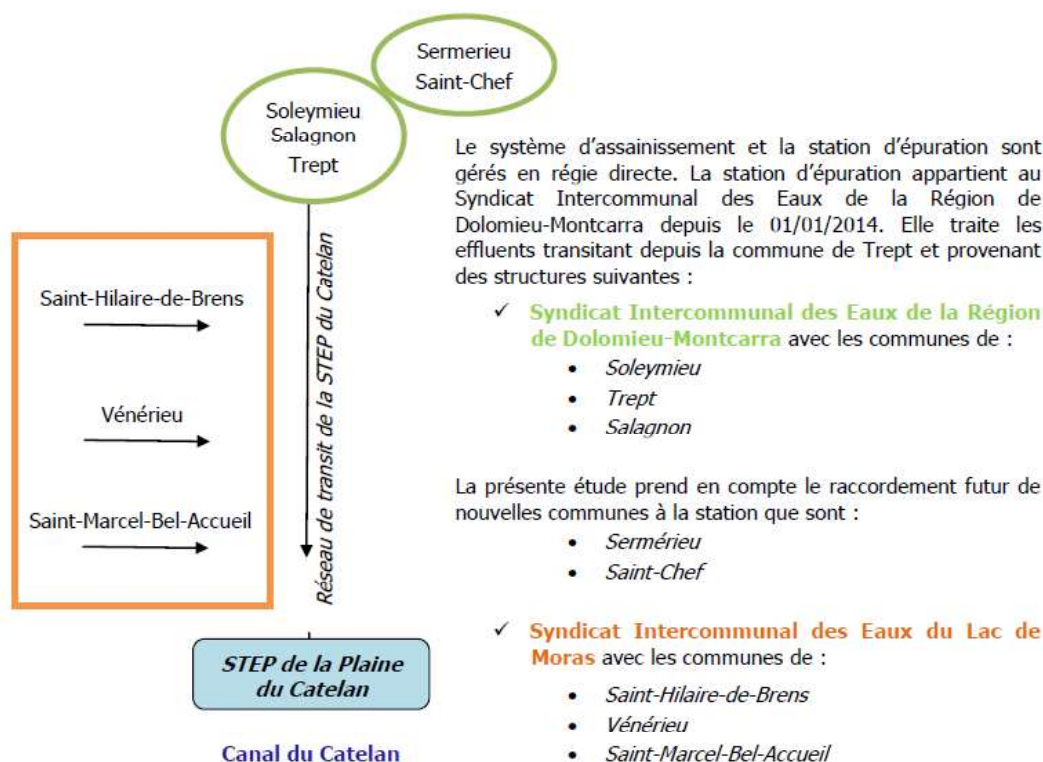 Sermerieu
Saint-Chef
Soleymieu
Salagnon
Trept
Saint-Hilaire-de-Brens
Vénérieu
Saint-Marcel-Bel-Accueil
Réseau de transit de la STEP du Catelan
STEP de la Plaine
du Catelan
Canal du Catelan
Le système d'assainissement et la station d'épuration sont
gérés en régie directe. La station d'épuration appartient au
Syndicat Intercommunal des Eaux de la Région de
Dolomieu-Montcarra depuis le 01/01/2014. Elle traite les
effluents transitant depuis la commune de Trept et provenant
des structures suivantes :
✓ Syndicat Intercommunal des Eaux de la Région
de Dolomieu-Montcarra avec les communes de :
• Soleymieu
• Trept
• Salagnon
La présente étude prend en compte le raccordement futur de
nouvelles communes à la station que sont :
• Sermérieu
• Saint-Chef
✓ Syndicat Intercommunal des Eaux du Lac de
Moras avec les communes de :
• Saint-Hilaire-de-Brens
• Vénérieu
• Saint-Marcel-Bel-Accueil